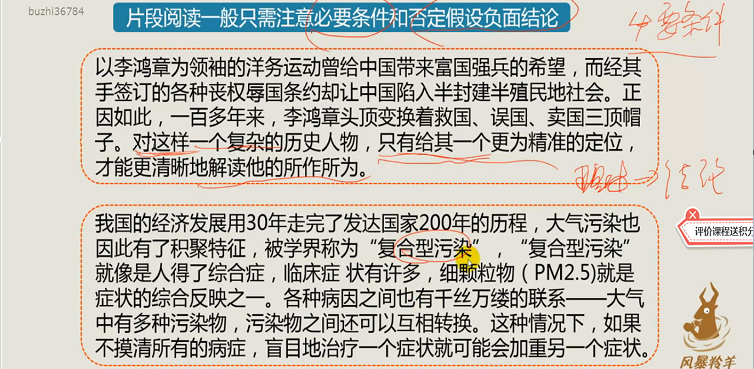 buzhi36784
片段阅读一般只需注意必要条件和否定假设负面结论
以李鸿章为领袖的洋务运动曾给中国带来富国强兵的希望，而经其
手签订的各种丧权辱国条约却让中国陷入半封建半殖民地社会。正
因如此，一百多年来，李鸿章头顶变换着救国、误国、卖国三顶帽
子。对这样一个复杂的历史人物，只有给其一个更为精准的定位，
才能更清晰地解读他的所作所为。
我国的经济发展用30年走完了发达国家200年的历程，大气污染也
因此有了积聚特征，被学界称为“复合型污染”，“复合型污染”
就像是人得了综合症，临床症 状有许多，细颗粒物（PM2.5)就是
症状的综合反映之一。各种病因之间也有千丝万缕的联系——大气
中有多种污染物，污染物之间还可以互相转换。这种情况下，如果
不摸清所有的病症，盲目地治疗一个症状就可能会加重另一个症状。
要条件
结论
评价课程送积分
风暴羚羊